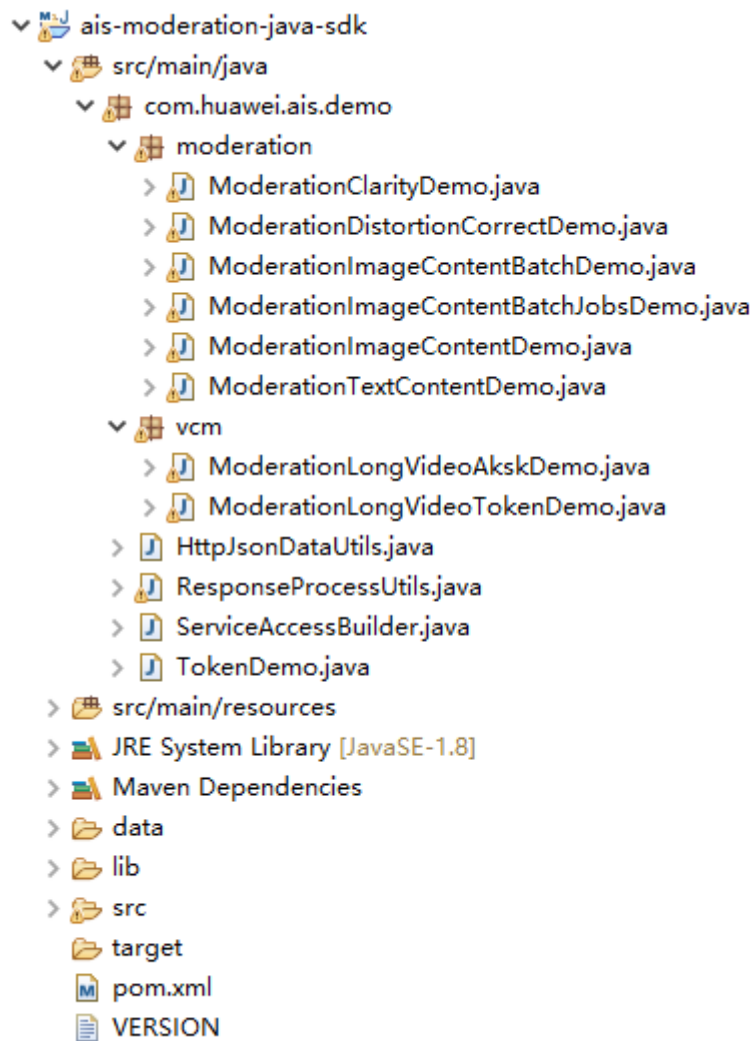 ais-moderation-java-sdk
src/main/java
com.huawei.ais.demo
moderation
ModerationClarityDemo.java
ModerationDistortionCorrectDemo.java
ModerationImageContentBatchDemo.java
ModerationImageContentBatchJobsDemo.java
ModerationImageContentDemo.java
ModerationTextContentDemo.java
vcm
ModerationLongVideoAkskDemo.java
ModerationLongVideoTokenDemo.java
HttpJsonDataUtils.java
ResponseProcessUtils.java
ServiceAccessBuilder.java
TokenDemo.java
src/main/resources
JRE System Library [JavaSE-1.8]
Maven Dependencies
data
lib
src
target
pom.xml
VERSION